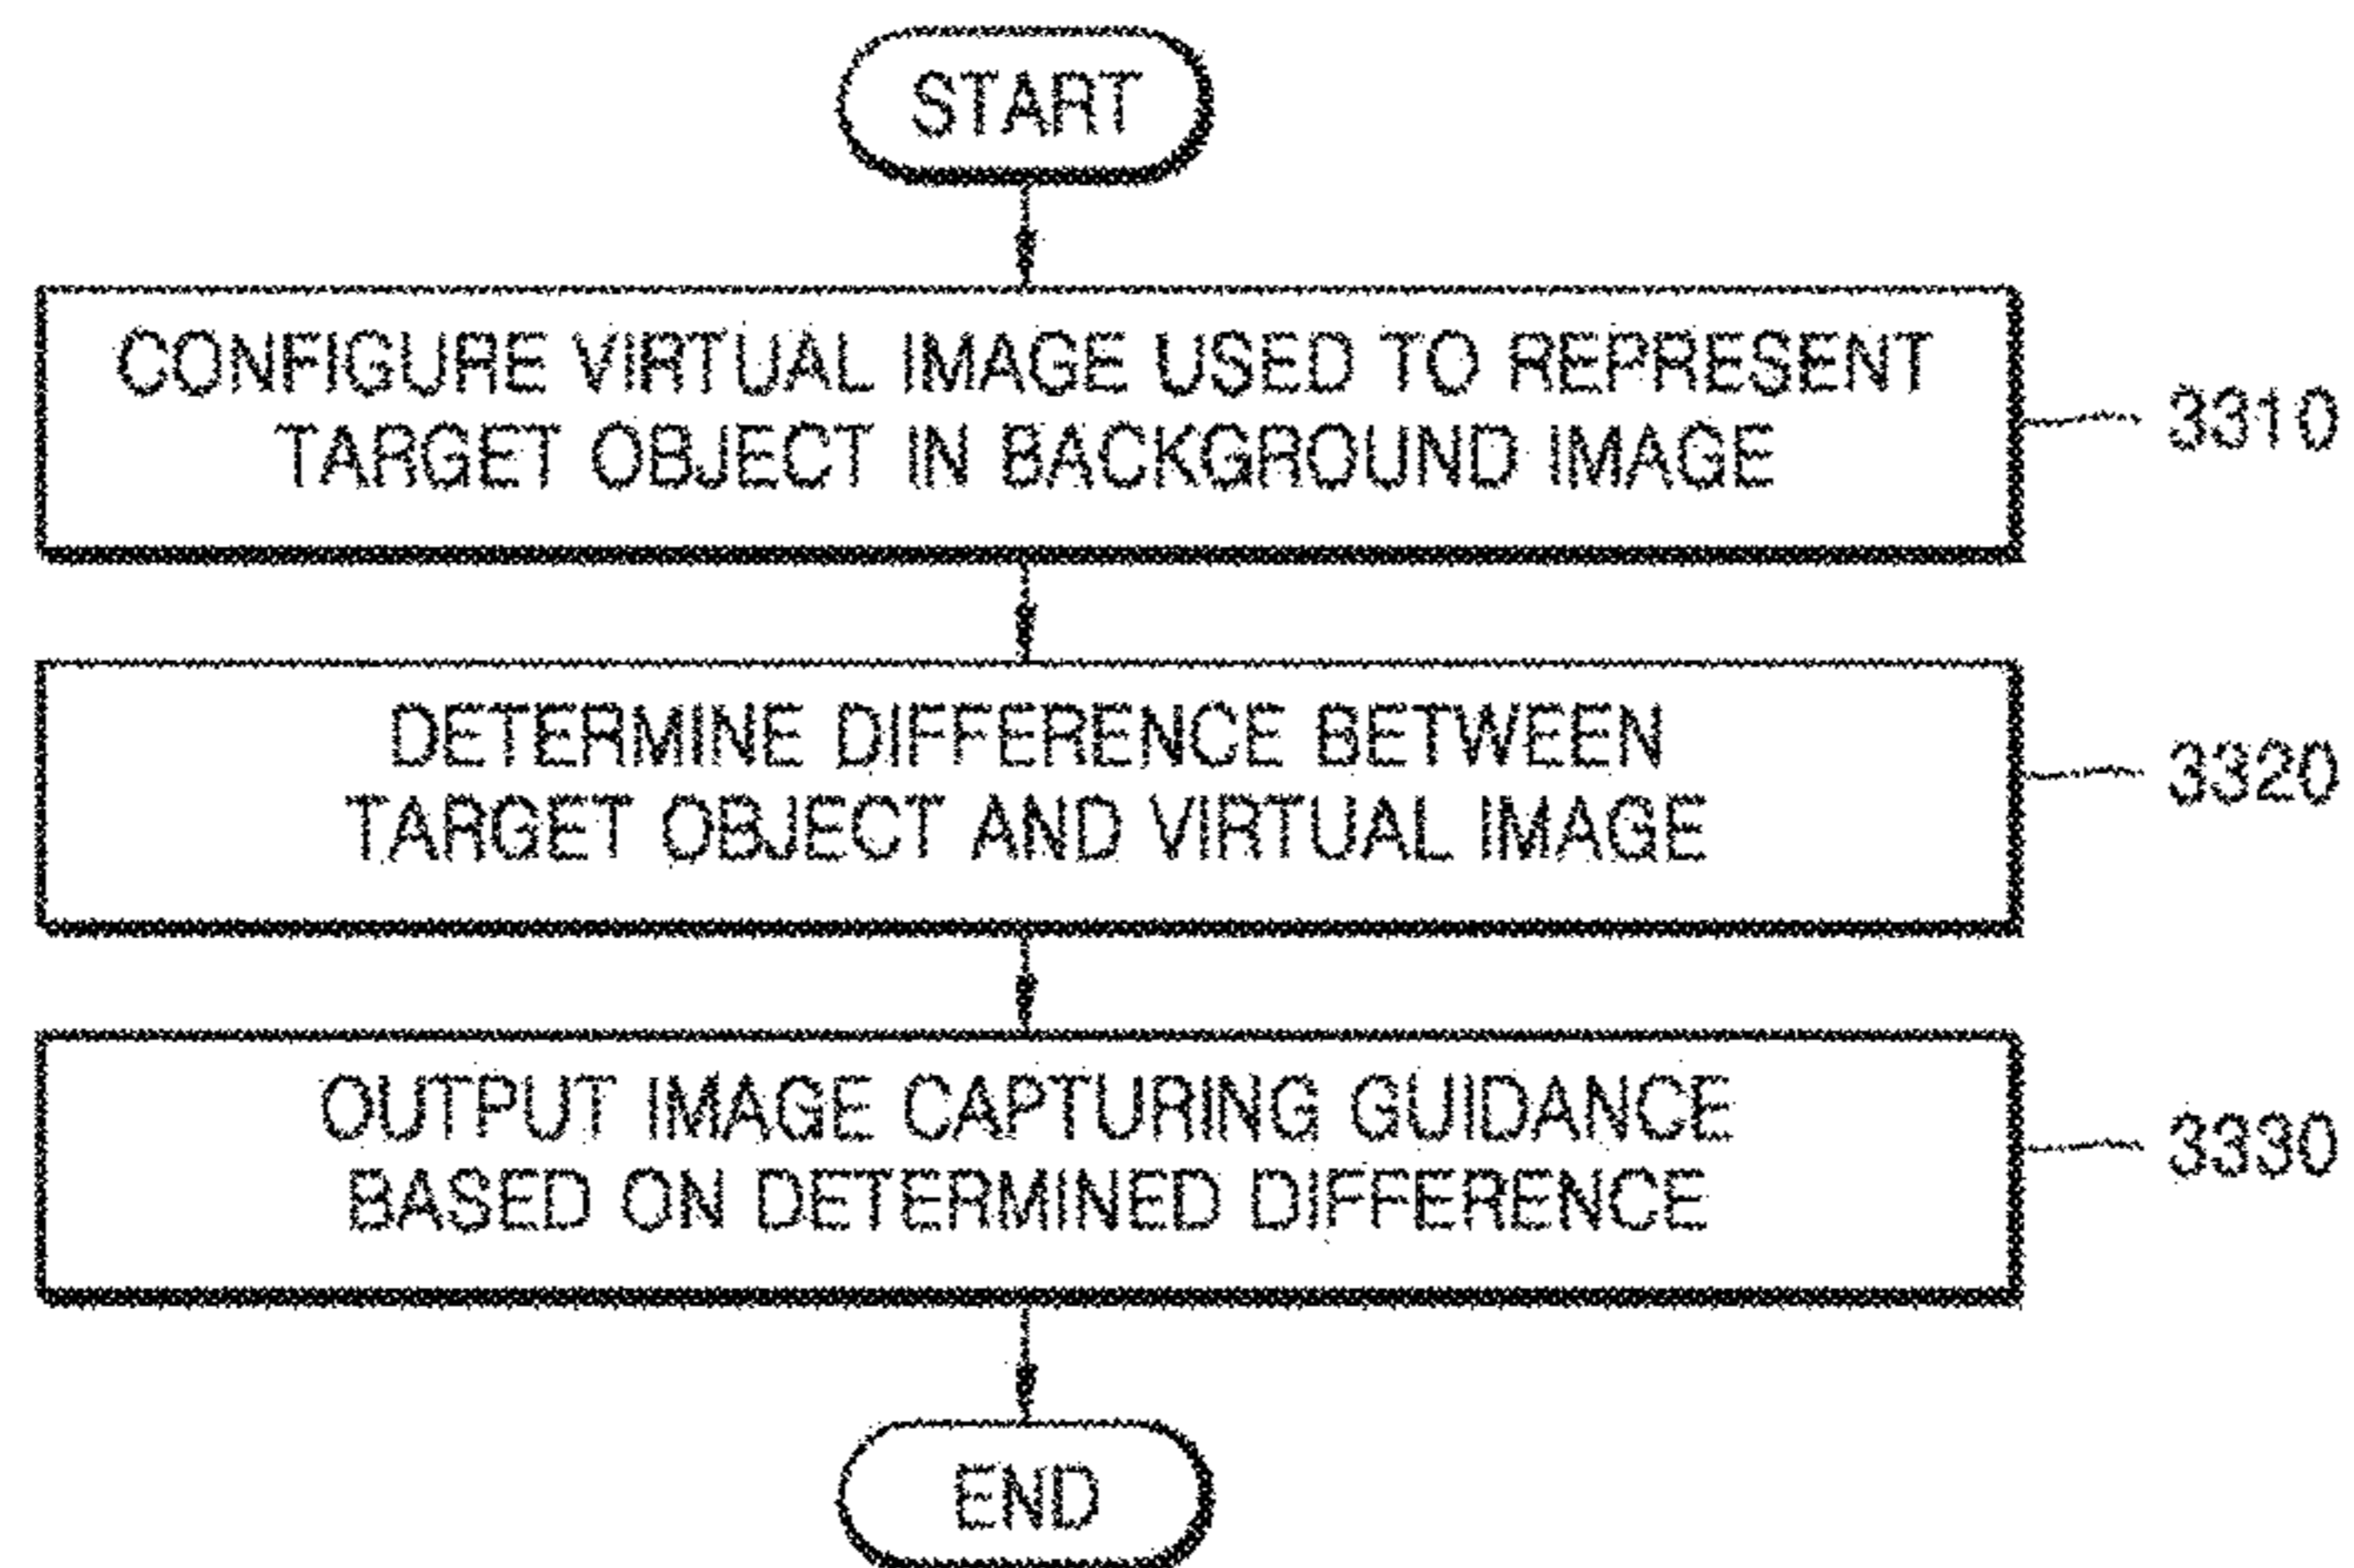 START
CONFIGURE VIRTUAL IMAGE USED TO REPRESENT
TARGET OBJECT IN BACKGROUND IMAGE
3310
DETERMINE DIFFERENCE BETWEEN
TARGET OBJECT AND VIRTUAL IMAGE
3320
OUTPUT IMAGE CAPTURING GUIDANCE
BASED ON DETERMINED DIFFERENCE
3330
END